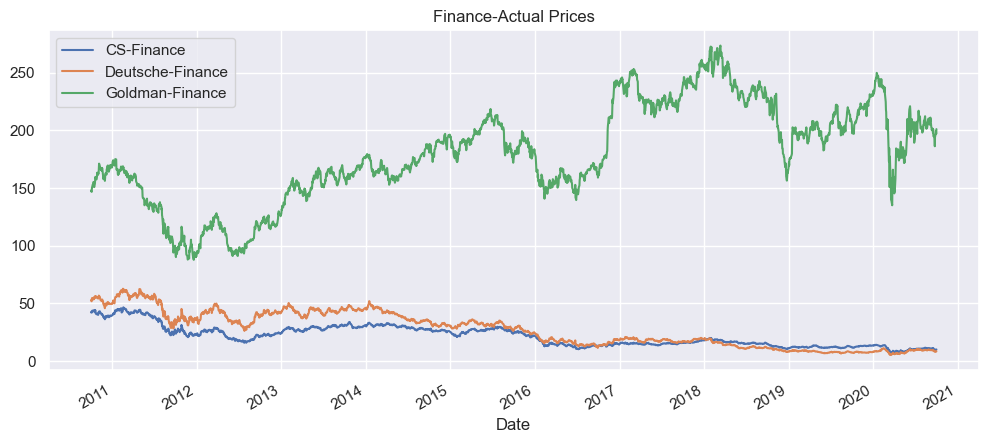 Finance-Actual Prices
CS-Finance
Deutsche-Finance
Goldman-Finance
250
200
150
100
50
0
2011 2012 2013 2014 2015 2016 2017 2018 2019 2020 2021
Date